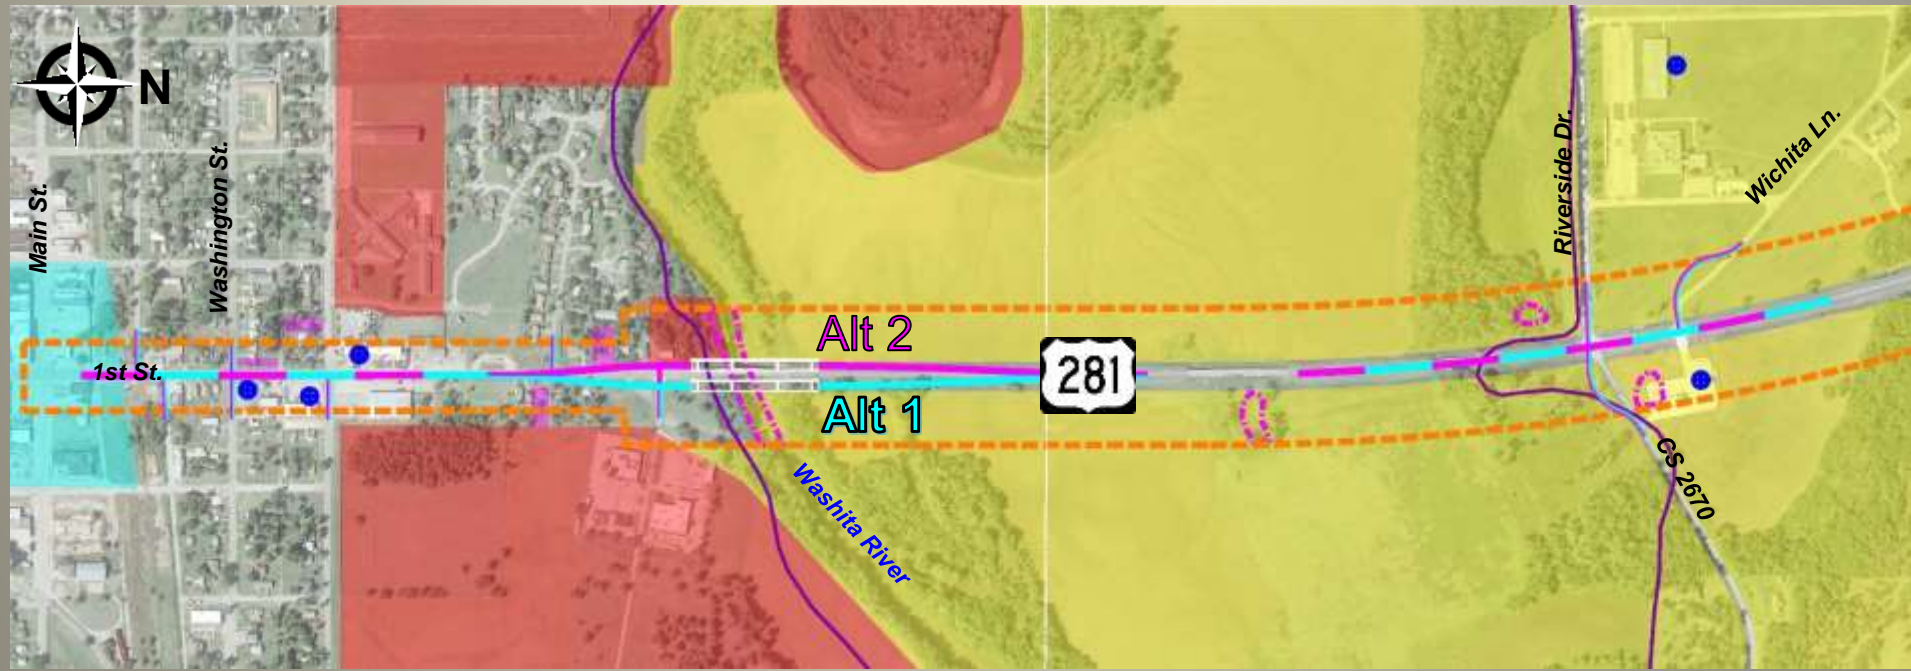 N
Main St.
Washington St.
1st St.
Alt 2
281
Alt 1
Washita River
Riverside Dr.
Wichita Ln.
CS 2670